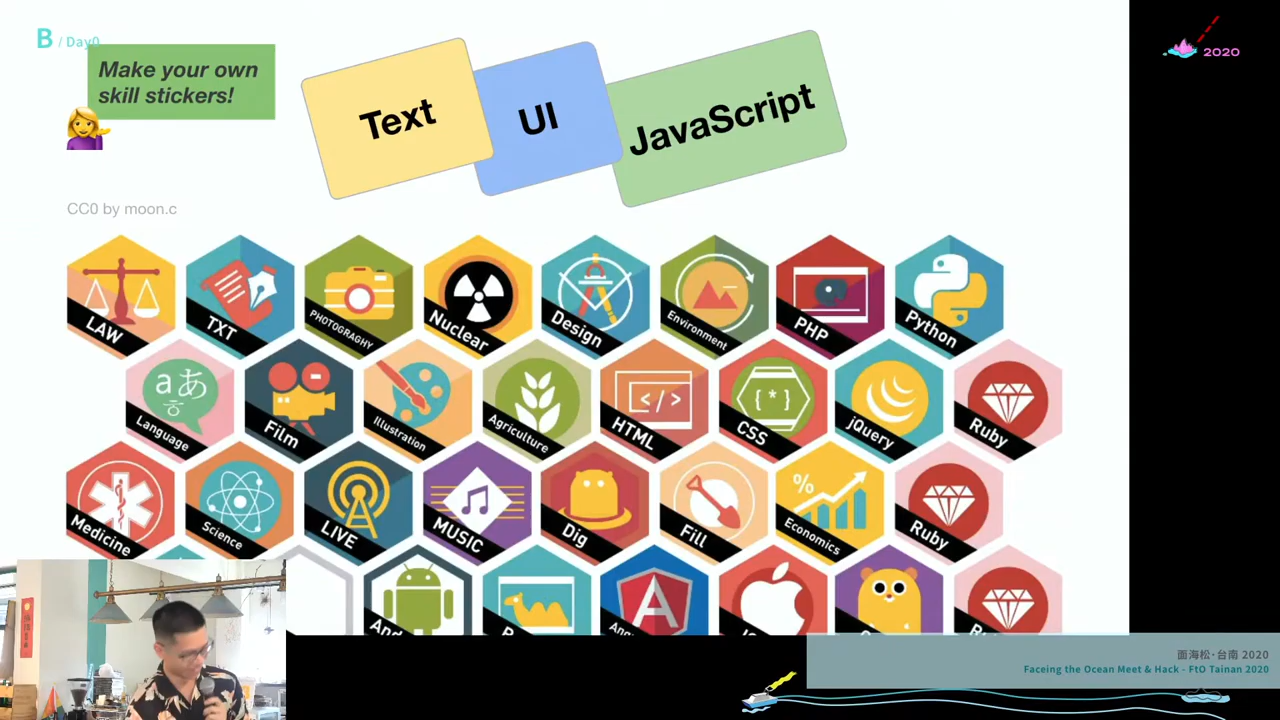 B / Day0
2020
Make your own
skill stickers!
Text
UI
JavaScript
CC0 by moon.c
LAW
TXT
PHOTOGRAGHY
Nuclear
Design
Environment
PHP
Python
aあ
ㅎ
Language
Film
Illustration
Agriculture
</>
HTML
{*}
CSS
jQuery
Ruby
Medicine
Science
LIVE
MUSIC
Dig
Fill
%
Economics
Ruby
面海松·台南 2020
Faceing the Ocean Meet & Hack - FtO Tainan 2020